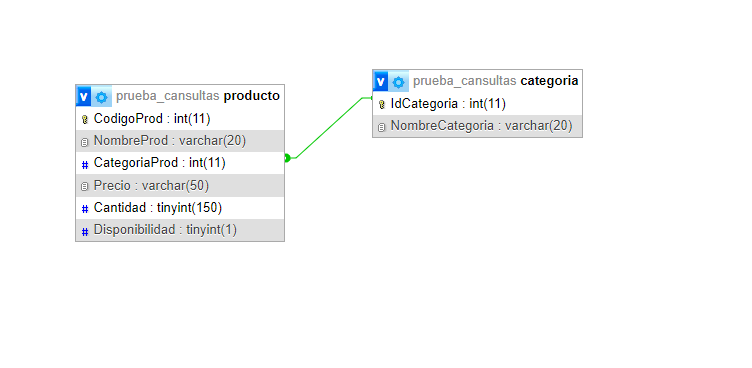 prueba_cansultas producto
CodigoProd : int(11)
NombreProd : varchar(20)
CategoriaProd : int(11)
Precio : varchar(50)
Cantidad : tinyint(150)
Disponibilidad : tinyint(1)
prueba_cansultas categoria
IdCategoria : int(11)
NombreCategoria : varchar(20)